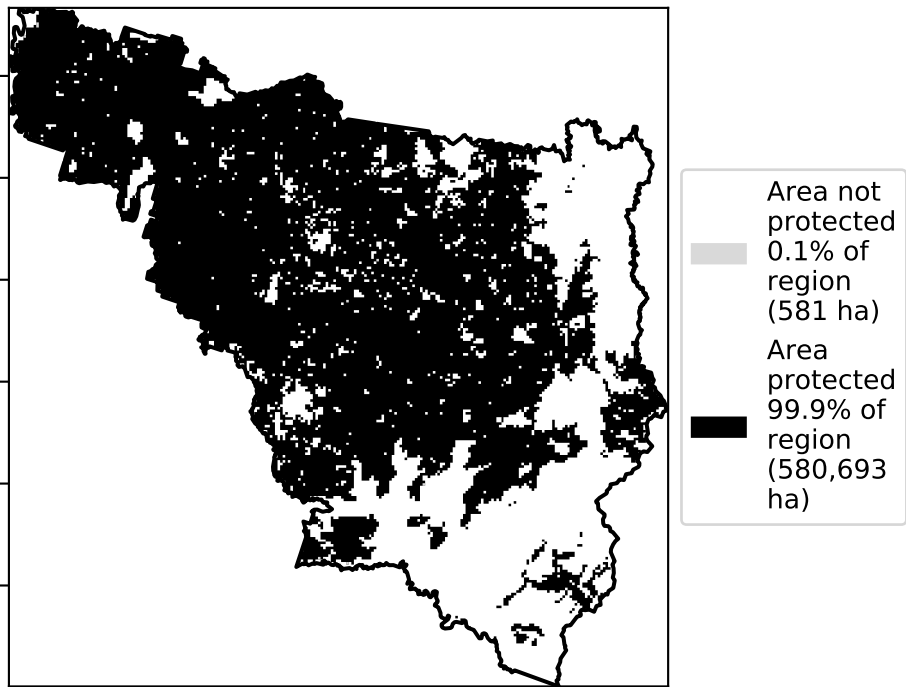 Area not
protected
0.1% of
region
(581 ha)
Area
protected
99.9% of
region
(580,693
ha)